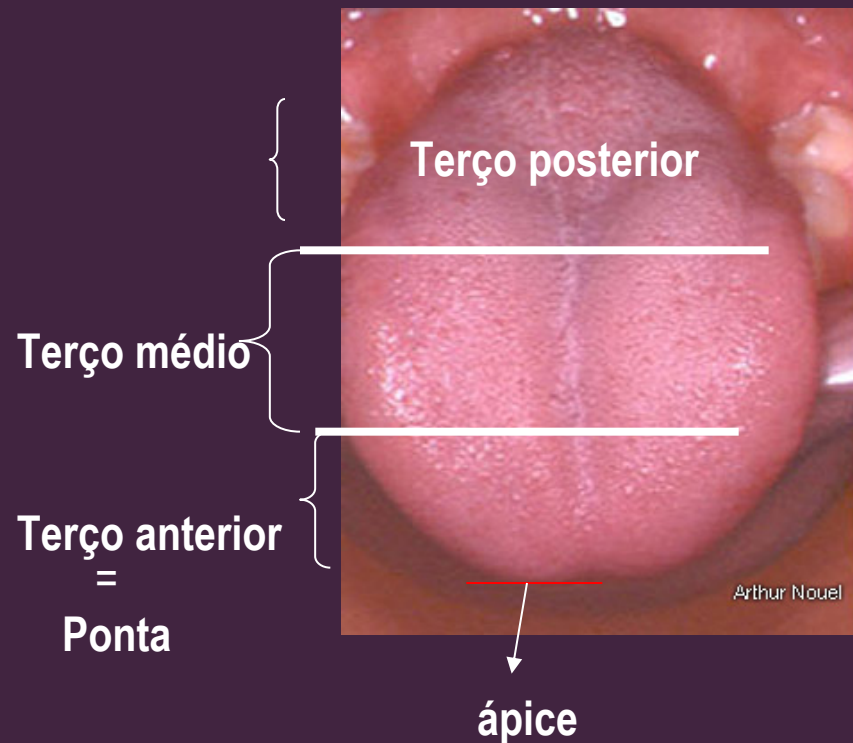 Terço posterior
Terço médio
Terço anterior
=
Ponta
Arthur Nouel
ápice